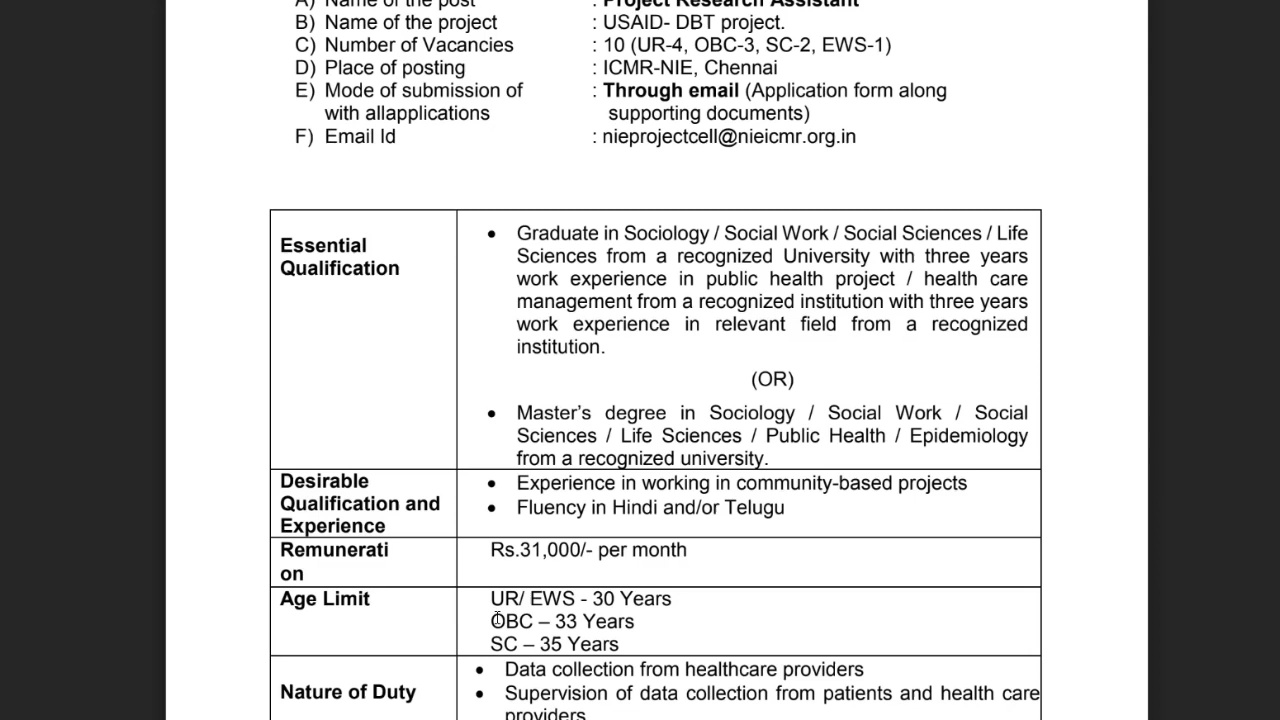 A) Name of the post : Project Research Assistant
B) Name of the project : USAID- DBT project.
C) Number of Vacancies : 10 (UR-4, OBC-3, SC-2, EWS-1)
D) Place of posting : ICMR-NIE, Chennai
E) Mode of submission of : Through email (Application form along
with allapplications supporting documents)
F) Email Id : nieprojectcell@nieicmr.org.in
Essential
Qualification
• Graduate in Sociology / Social Work / Social Sciences / Life
Sciences from a recognized University with three years
work experience in public health project / health care
management from a recognized institution with three years
work experience in relevant field from a recognized
institution.
(OR)
• Master's degree in Sociology / Social Work / Social
Sciences / Life Sciences / Public Health / Epidemiology
from a recognized university.
Desirable
Qualification and
Experience
• Experience in working in community-based projects
• Fluency in Hindi and/or Telugu
Remunerati
on
Rs.31,000/- per month
Age Limit
UR/ EWS - 30 Years
OBC – 33 Years
SC – 35 Years
Nature of Duty
• Data collection from healthcare providers
• Supervision of data collection from patients and health care
providers